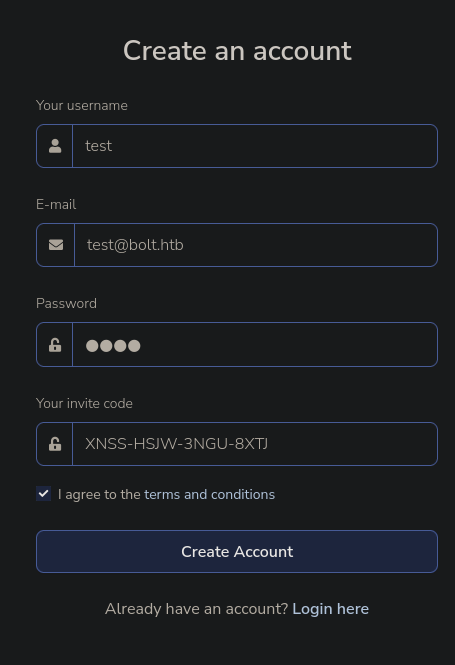 Create an account
Your username
test
E-mail
test@bolt.htb
Password
●●●●
Your invite code
XNSS-HSJW-3NGU-8XTJ
I agree to the terms and conditions
Create Account
Already have an account? Login here